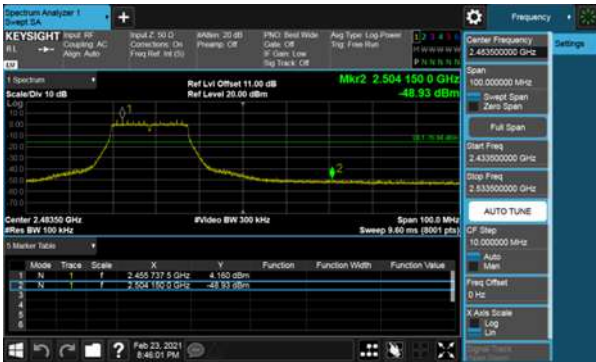 Spectrum Analyzer 1
Swept SA
+
Frequency
KEYSIGHT Input: RF Input Z: 50 Ω #Atten: 20 dB PNO: Best Wide Avg Type: Log-Power 1 2 3 4 5 6
RL Coupling: AC Corrections: On Preamp: Off Gate: Off Trig: Free Run
Align: Auto Freq Ref: Int (S) IF Gain: Low
Sig Track: Off P N N N N N
Center Frequency
2.483500000 GHz
Settings
Span
100.000000 MHz
Swept Span
Zero Span
Full Span
Start Freq
2.433500000 GHz
Stop Freq
2.533500000 GHz
AUTO TUNE
CF Step
10.000000 MHz
Auto
Man
Freq Offset
0 Hz
X Axis Scale
Log
Lin
Signal Track
1 Spectrum
Scale/Div 10 dB
Ref Lvl Offset 11.00 dB
Ref Level 20.00 dBm
Mkr2 2.504 150 0 GHz
-48.93 dBm
Log
10.0
0.00
-10.0
-20.0
-30.0
-40.0
-50.0
-60.0
-70.0
1
2
Center 2.48350 GHz #Video BW 300 kHz Span 100.0 MHz
#Res BW 100 kHz Sweep 9.60 ms (8001 pts)
5 Marker Table
Mode Trace Scale X Y Function Function Width Function Value
1 N 1 f 2.455 737 5 GHz 4.160 dBm
2 N 1 f 2.504 150 0 GHz -48.93 dBm
3
4
5
6
? Feb 23, 2021
8:46:01 PM